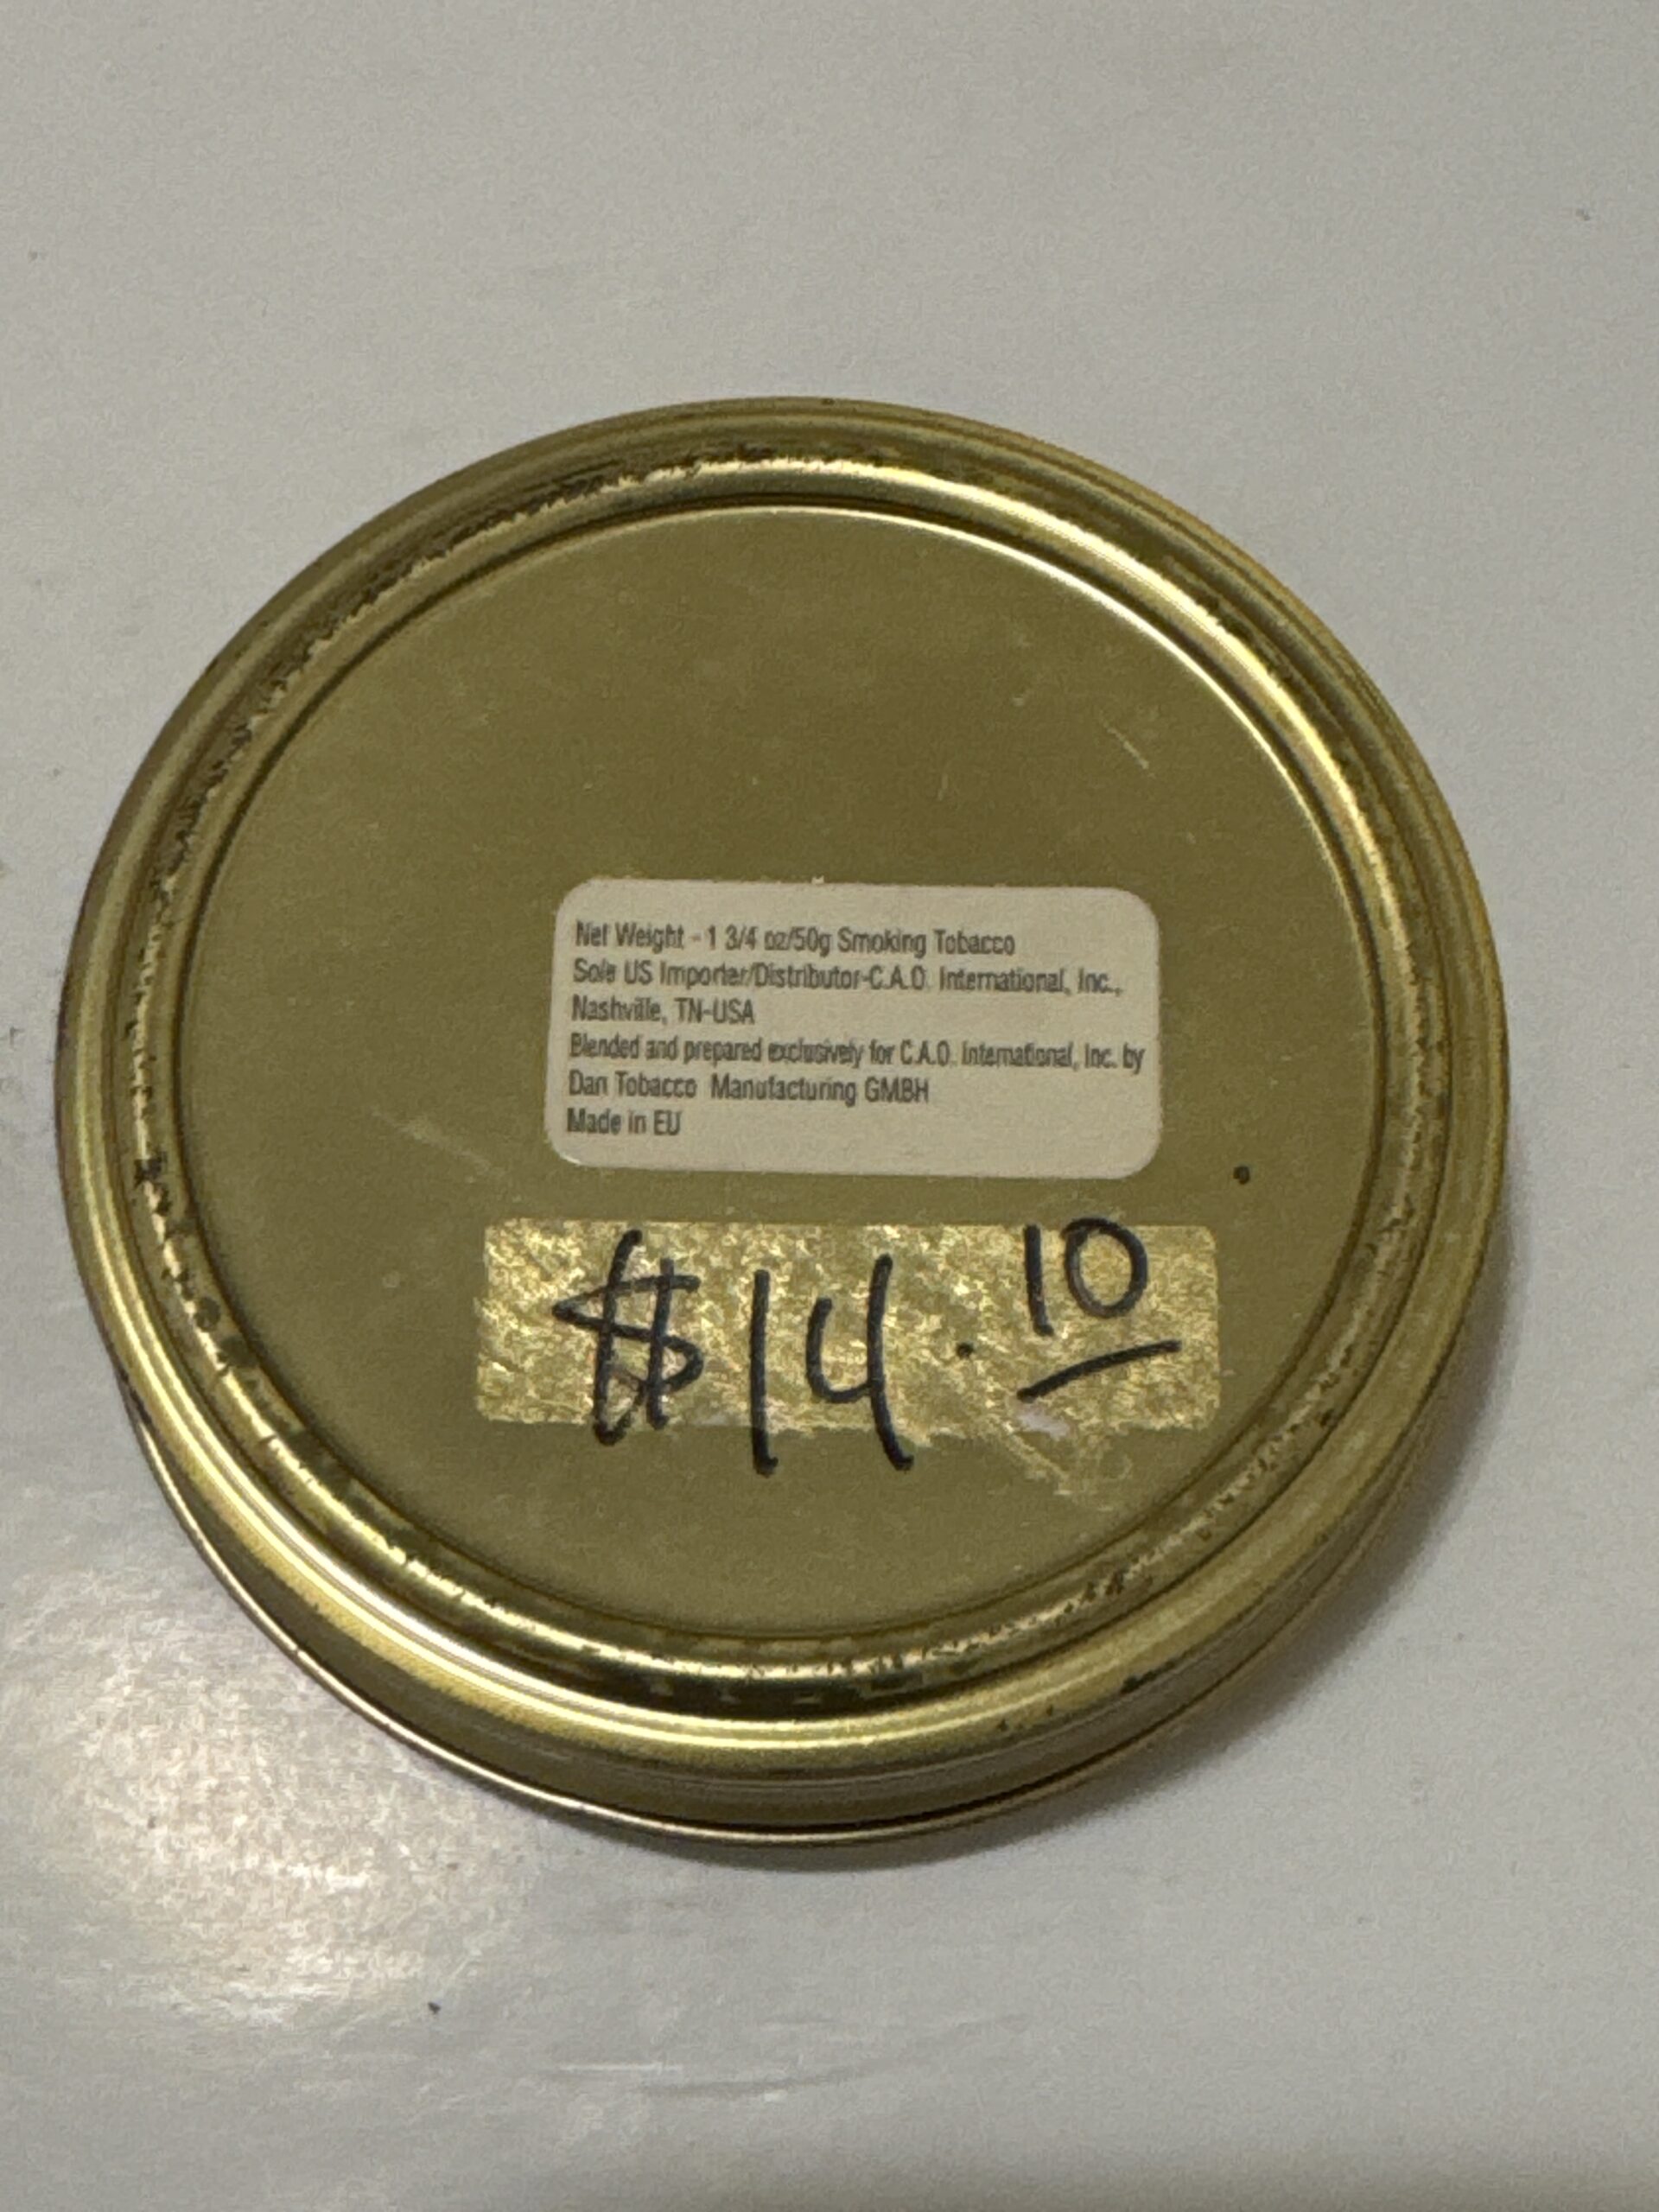 Net Weight - 1 3/4 oz/50g Smoking Tobacco
Sole US Importer/Distributor-C.A.O. International, Inc.,
Nashville, TN-USA
Blended and prepared exclusively for C.A.O. International, Inc. by
Dan Tobacco Manufacturing GMBH
Made in EU
$14.10